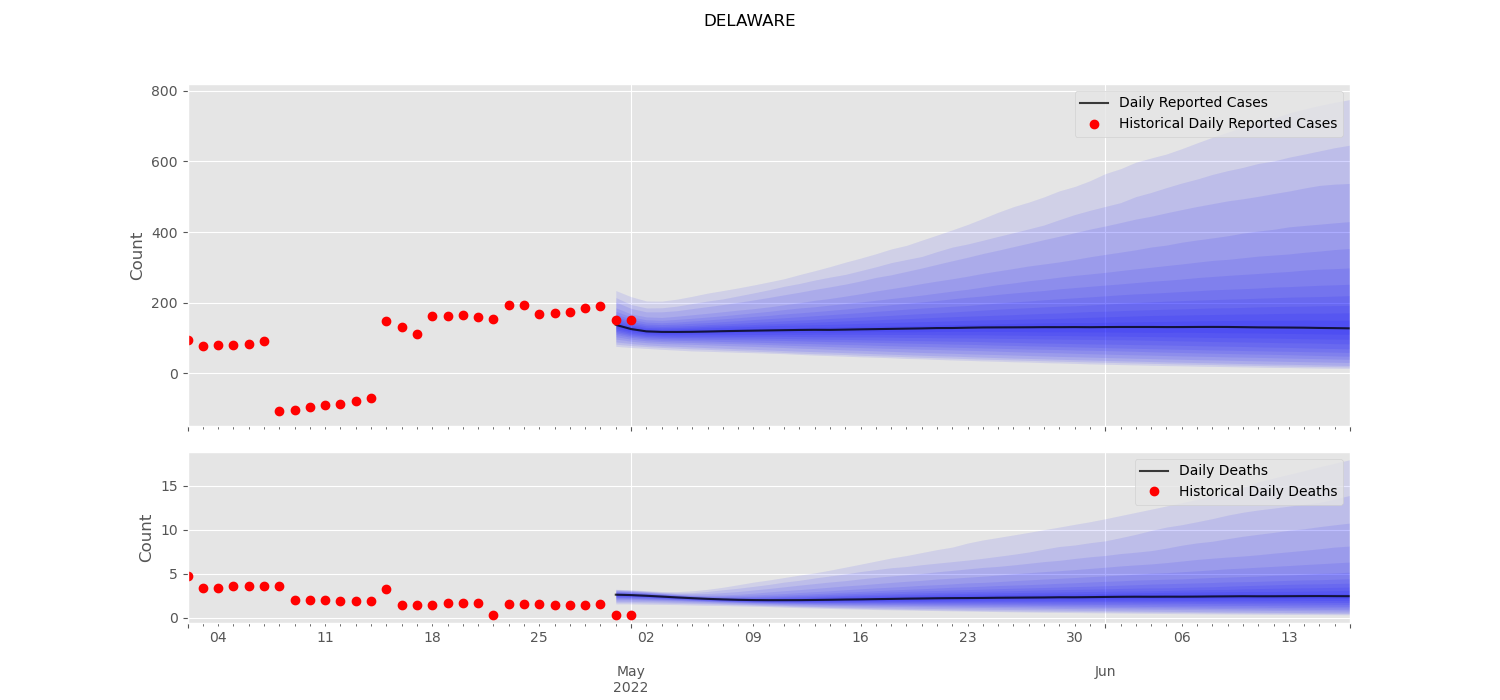 DELAWARE
800
600
400
200
0
Count
Daily Reported Cases
Historical Daily Reported Cases
15
10
5
0
Count
Daily Deaths
Historical Daily Deaths
04 11 18 25 02 09 16 23 30 06 13
May Jun
2022